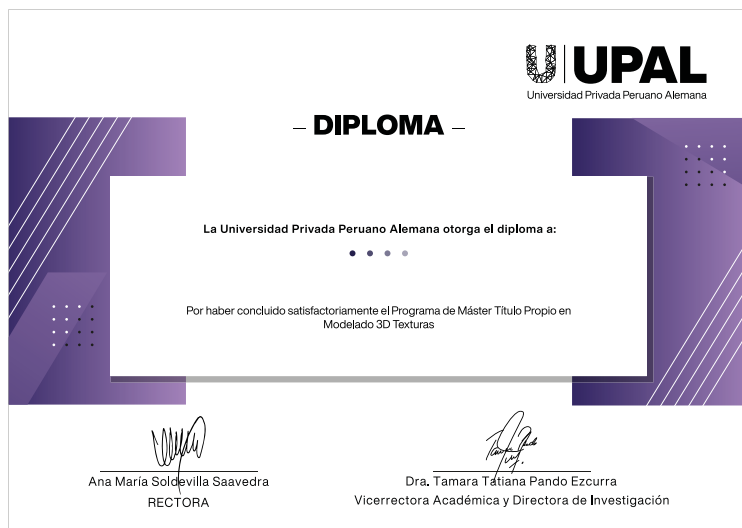 UPAL
Universidad Privada Peruano Alemana
– DIPLOMA –
La Universidad Privada Peruano Alemana otorga el diploma a:
Por haber concluido satisfactoriamente el Programa de Máster Título Propio en
Modelado 3D Texturas
Ana María Soldevilla Saavedra
RECTORA
Dra. Tamara Tatiana Pando Ezcurra
Vicerrectora Académica y Directora de Investigación